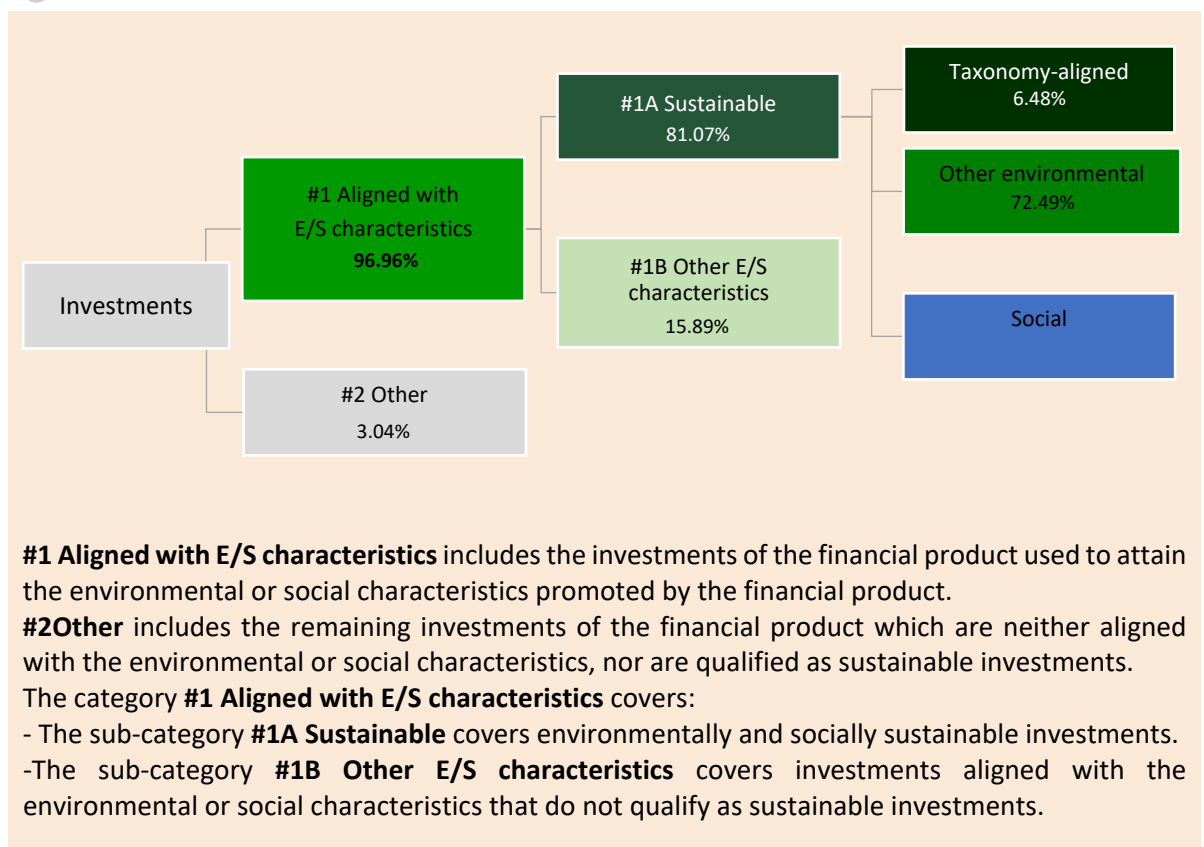 Investments
#1 Aligned with
E/S characteristics
96.96%
#2 Other
3.04%
#1A Sustainable
81.07%
#1B Other E/S
characteristics
15.89%
Taxonomy-aligned
6.48%
Other environmental
72.49%
Social
#1 Aligned with E/S characteristics includes the investments of the financial product used to attain
the environmental or social characteristics promoted by the financial product.
#2Other includes the remaining investments of the financial product which are neither aligned
with the environmental or social characteristics, nor are qualified as sustainable investments.
The category #1 Aligned with E/S characteristics covers:
- The sub-category #1A Sustainable covers environmentally and socially sustainable investments.
-The sub-category #1B Other E/S characteristics covers investments aligned with the
environmental or social characteristics that do not qualify as sustainable investments.